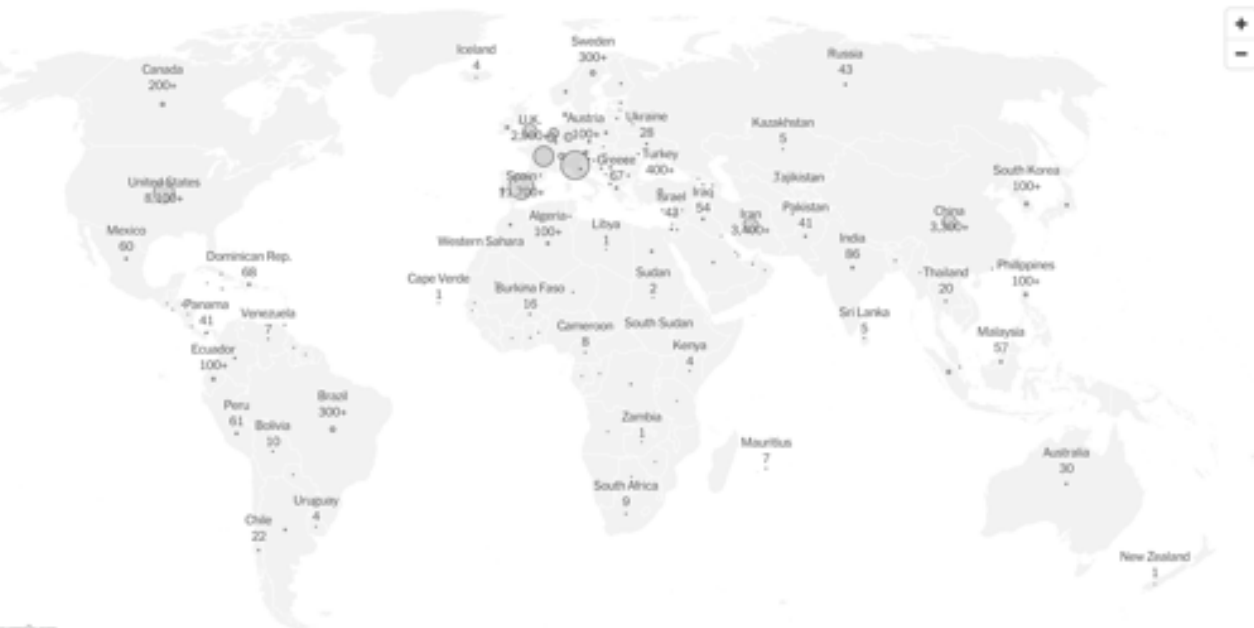 +
−
Sweden
300+
Iceland
4
Russia
43
Canada
200+
U.K.
Austria
100+
Ukraine
28
Kazakhstan
5
Greece
67
Turkey
400+
South Korea
100+
Tajikistan
United States
Spain
Israel
43
Iraq
54
Iran
Pakistan
41
China
3,300+
Mexico
60
Algeria
100+
Libya
1
India
86
Western Sahara
Dominican Rep.
68
Cape Verde
1
Burkina Faso
16
Sudan
2
Thailand
20
Philippines
100+
Panama
41
Venezuela
7
Sri Lanka
5
Cameroon
8
South Sudan
Malaysia
57
Kenya
4
Ecuador
100+
Brazil
300+
Peru
61
Bolivia
10
Zambia
1
Mauritius
7
Australia
30
South Africa
9
Uruguay
4
Chile
22
New Zealand
1